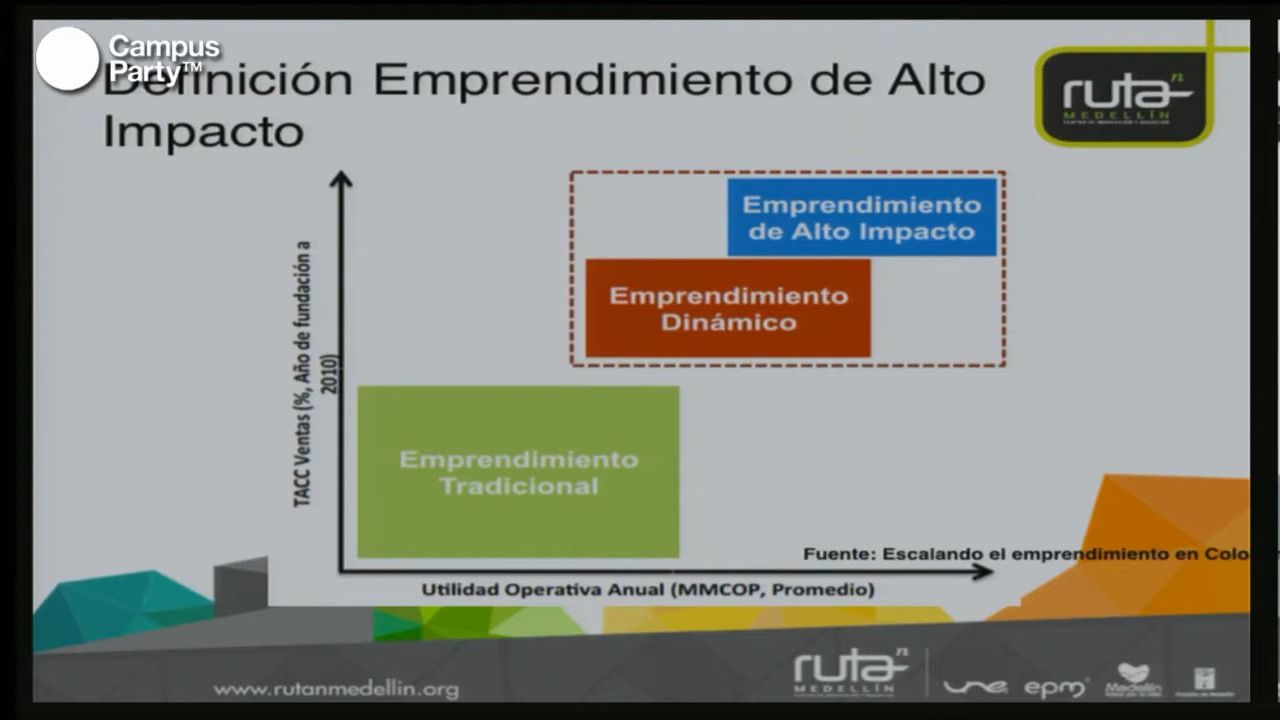 Campus
Party™
Definición Emprendimiento de Alto
Impacto
ruta n
MEDELLÍN
TACC Ventas (%, Año de fundación a
2010)
Emprendimiento
de Alto Impacto
Emprendimiento
Dinámico
Emprendimiento
Tradicional
Fuente: Escalando el emprendimiento en Colo
Utilidad Operativa Anual (MMCOP, Promedio)
www.rutanmedellin.org
ruta n
MEDELLÍN
une
epm
Medellín